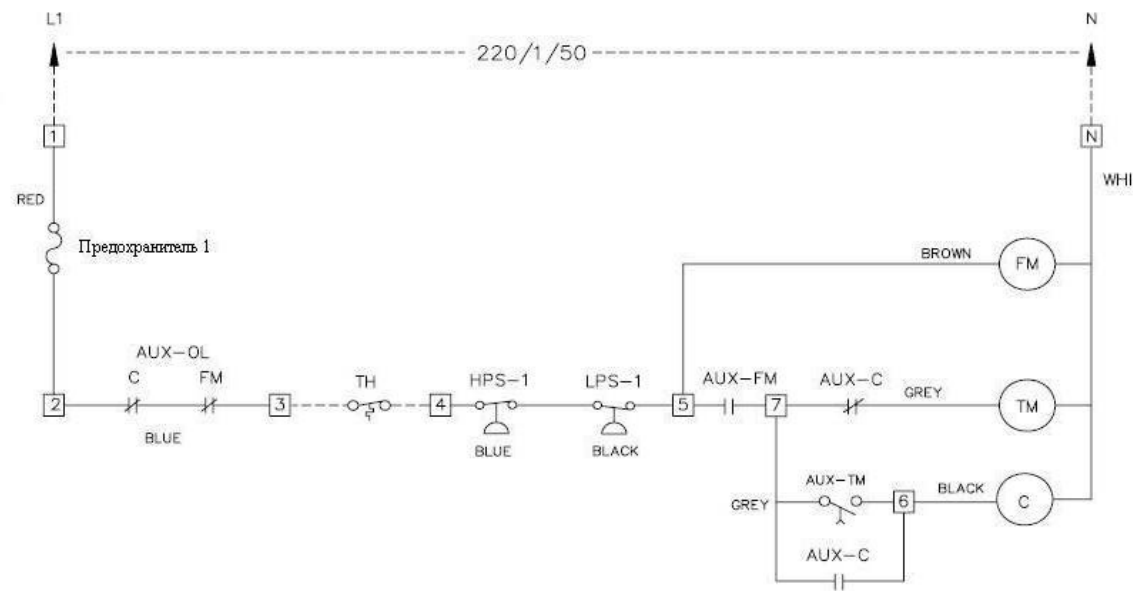 L1
N
220/1/50
1
N
RED
WHI
Предохранитель 1
BROWN
FM
AUX-OL
C
FM
TH
HPS-1
LPS-1
AUX-FM
AUX-C
GREY
2
3
4
5
7
TM
BLUE
BLUE
BLACK
AUX-TM
BLACK
GREY
6
C
AUX-C